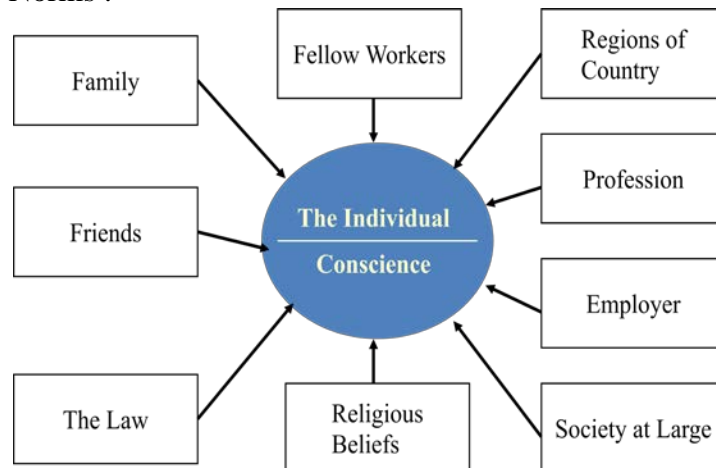 Norms .
Fellow Workers
Regions of
Country
Family
Profession
The Individual
Conscience
Friends
Employer
The Law
Religious
Beliefs
Society at Large